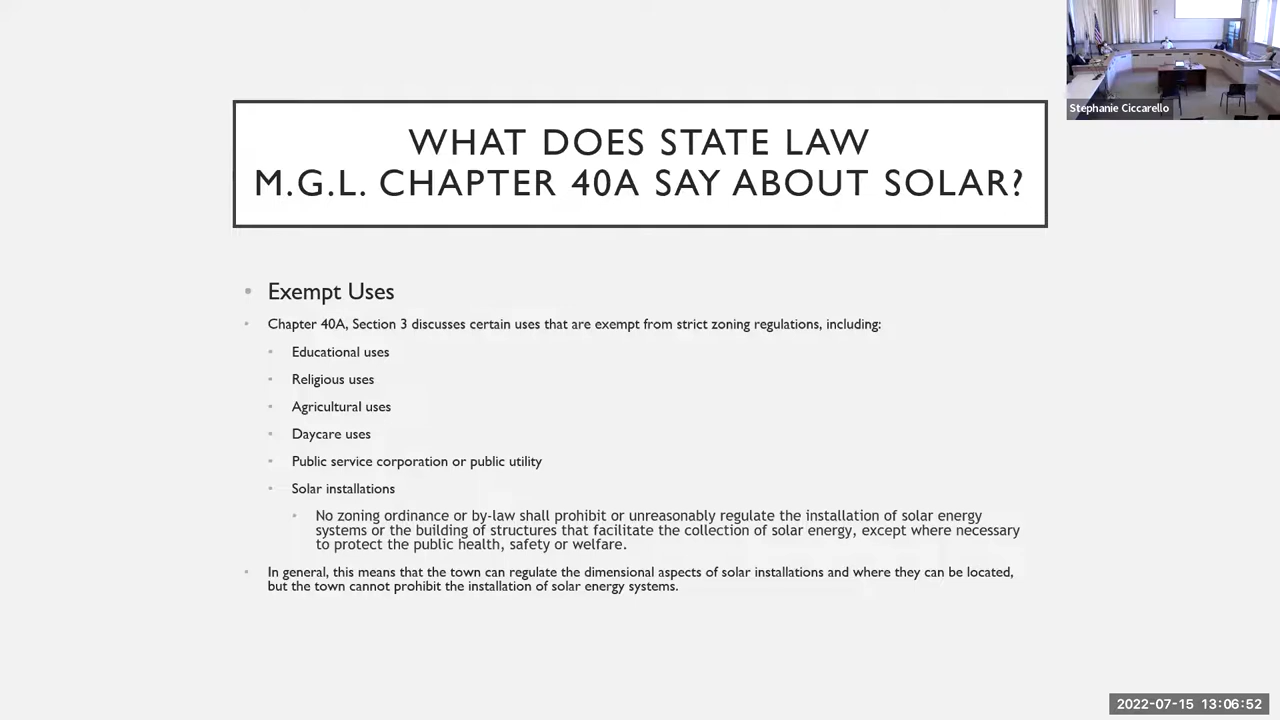 Stephanie Ciccarello
WHAT DOES STATE LAW
M.G.L. CHAPTER 40A SAY ABOUT SOLAR?
• Exempt Uses
• Chapter 40A, Section 3 discusses certain uses that are exempt from strict zoning regulations, including:
• Educational uses
• Religious uses
• Agricultural uses
• Daycare uses
• Public service corporation or public utility
• Solar installations
• No zoning ordinance or by-law shall prohibit or unreasonably regulate the installation of solar energy
systems or the building of structures that facilitate the collection of solar energy, except where necessary
to protect the public health, safety or welfare.
• In general, this means that the town can regulate the dimensional aspects of solar installations and where they can be located,
but the town cannot prohibit the installation of solar energy systems.
2022-07-15 13:06:52